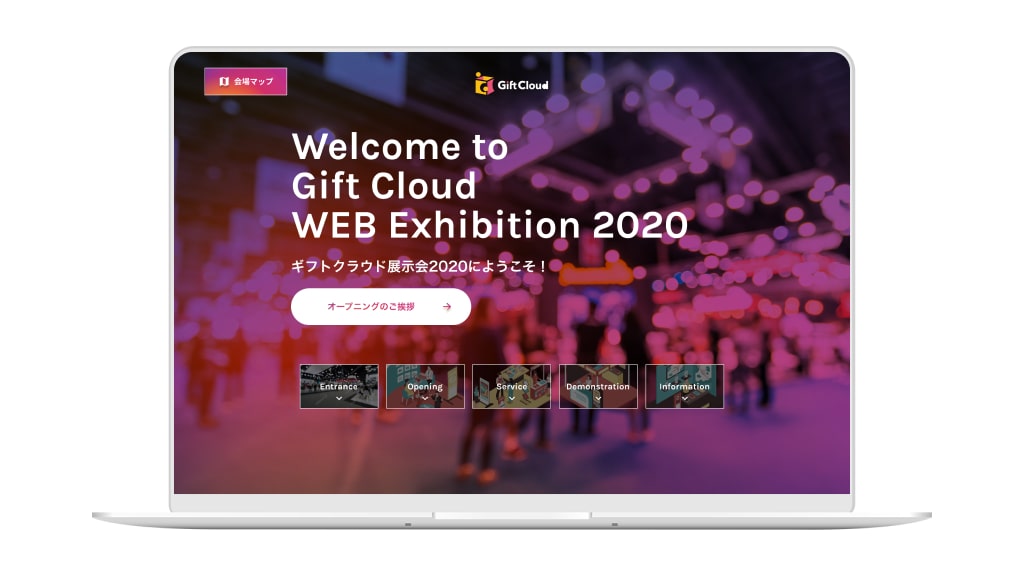 会場マップ
Gift Cloud
Welcome to
Gift Cloud
WEB Exhibition 2020
ギフトクラウド展示会2020にようこそ！
オープニングのご挨拶
Entrance
Opening
Service
Demonstration
Information